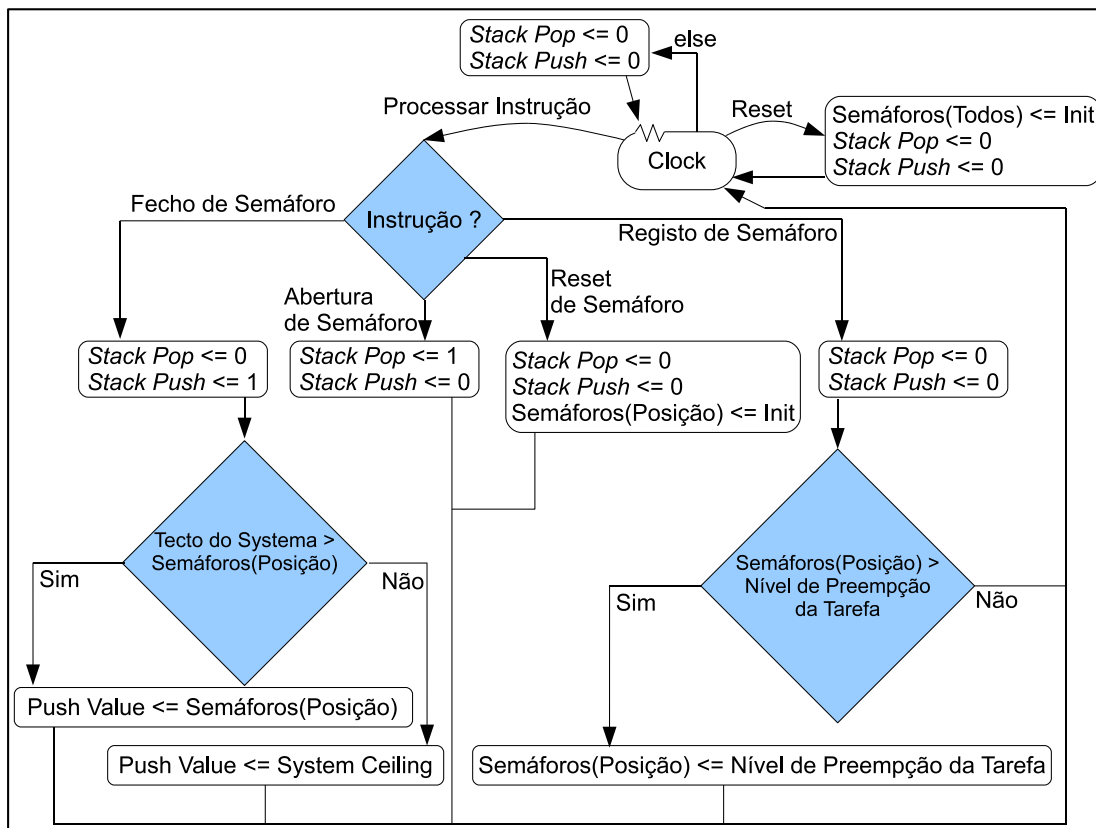 Stack Pop <= 0
Stack Push <= 0
else
Processar Instrução
Reset
Semáforos(Todos) <= Init
Stack Pop <= 0
Stack Push <= 0
Clock
Fecho de Semáforo
Instrução ?
Registo de Semáforo
Abertura
de Semáforo
Reset
de Semáforo
Stack Pop <= 0
Stack Push <= 1
Stack Pop <= 1
Stack Push <= 0
Stack Pop <= 0
Stack Push <= 0
Semáforos(Posição) <= Init
Stack Pop <= 0
Stack Push <= 0
Tecto do Systema >
Semáforos(Posição)
Sim
Não
Semáforos(Posição) >
Nível de Preempção
da Tarefa
Sim
Não
Push Value <= Semáforos(Posição)
Push Value <= System Ceiling
Semáforos(Posição) <= Nível de Preempção da Tarefa